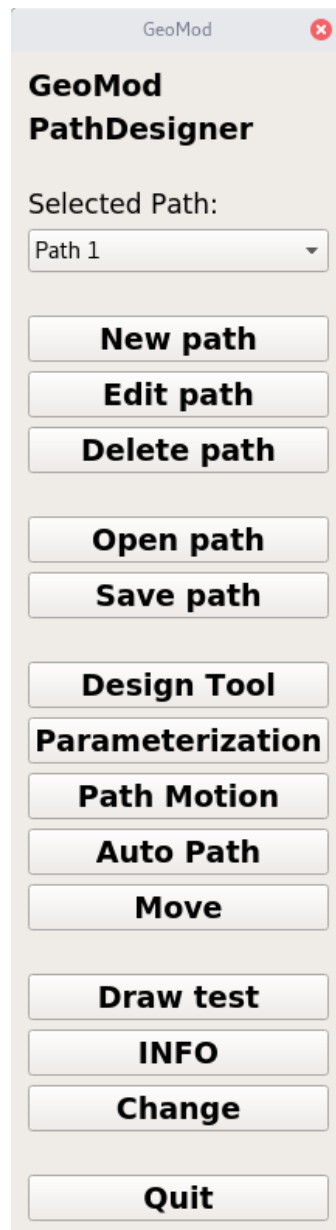 GeoMod
GeoMod
PathDesigner
Selected Path:
Path 1
New path
Edit path
Delete path
Open path
Save path
Design Tool
Parameterization
Path Motion
Auto Path
Move
Draw test
INFO
Change
Quit